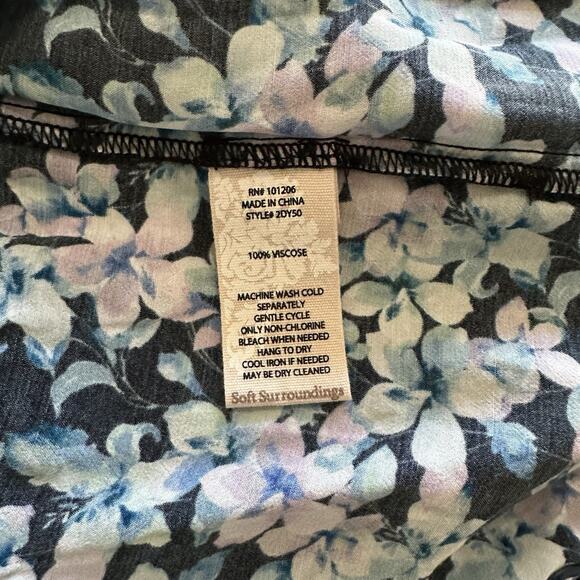 RN# 101206
MADE IN CHINA
STYLE# 2DY50
100% VISCOSE
MACHINE WASH COLD
SEPARATELY
GENTLE CYCLE
ONLY NON-CHLORINE
BLEACH WHEN NEEDED
HANG TO DRY
COOL IRON IF NEEDED
MAY BE DRY CLEANED
Soft Surroundings